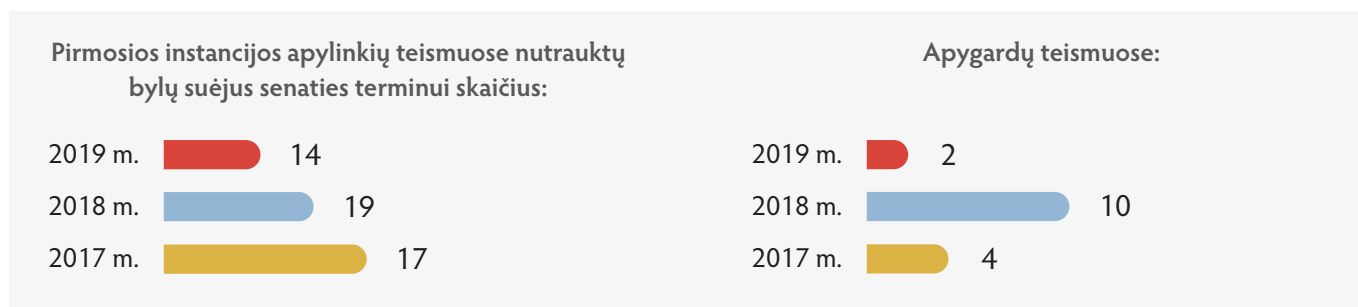 Pirmosios instancijos apylinkių teismuose nutrauktų
bylų suėjus senaties terminui skaičius:
2019 m. 14
2018 m. 19
2017 m. 17
Apygardų teismuose:
2019 m. 2
2018 m. 10
2017 m. 4